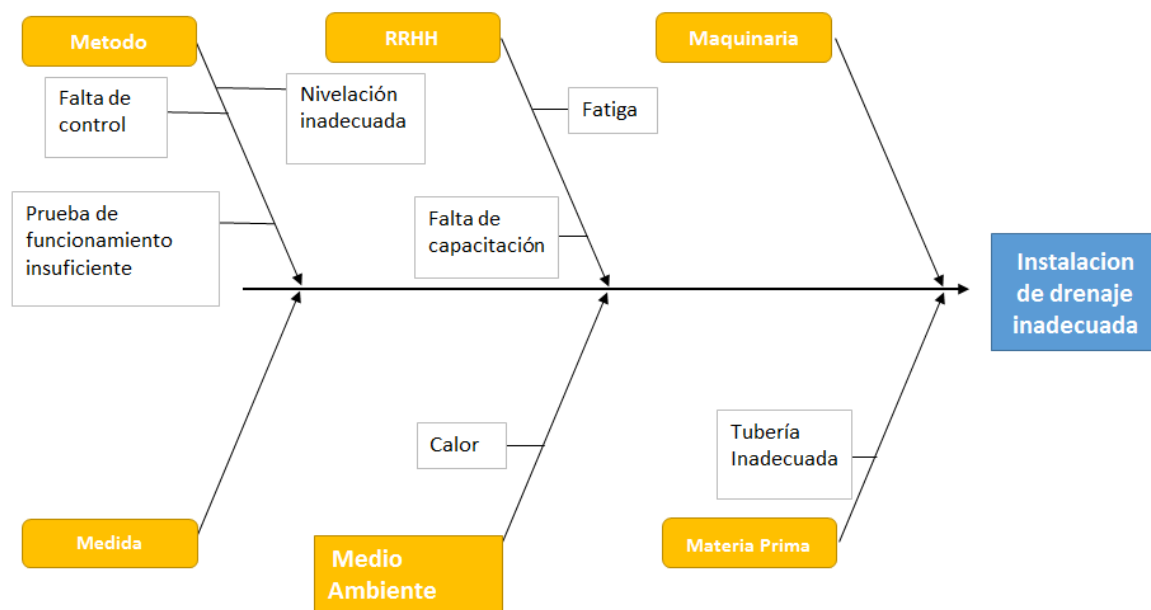 Metodo
RRHH
Maquinaria
Falta de
control
Nivelación
inadecuada
Fatiga
Prueba de
funcionamiento
insuficiente
Falta de
capacitación
Instalacion
de drenaje
inadecuada
Calor
Tubería
Inadecuada
Medida
Medio
Ambiente
Materia Prima